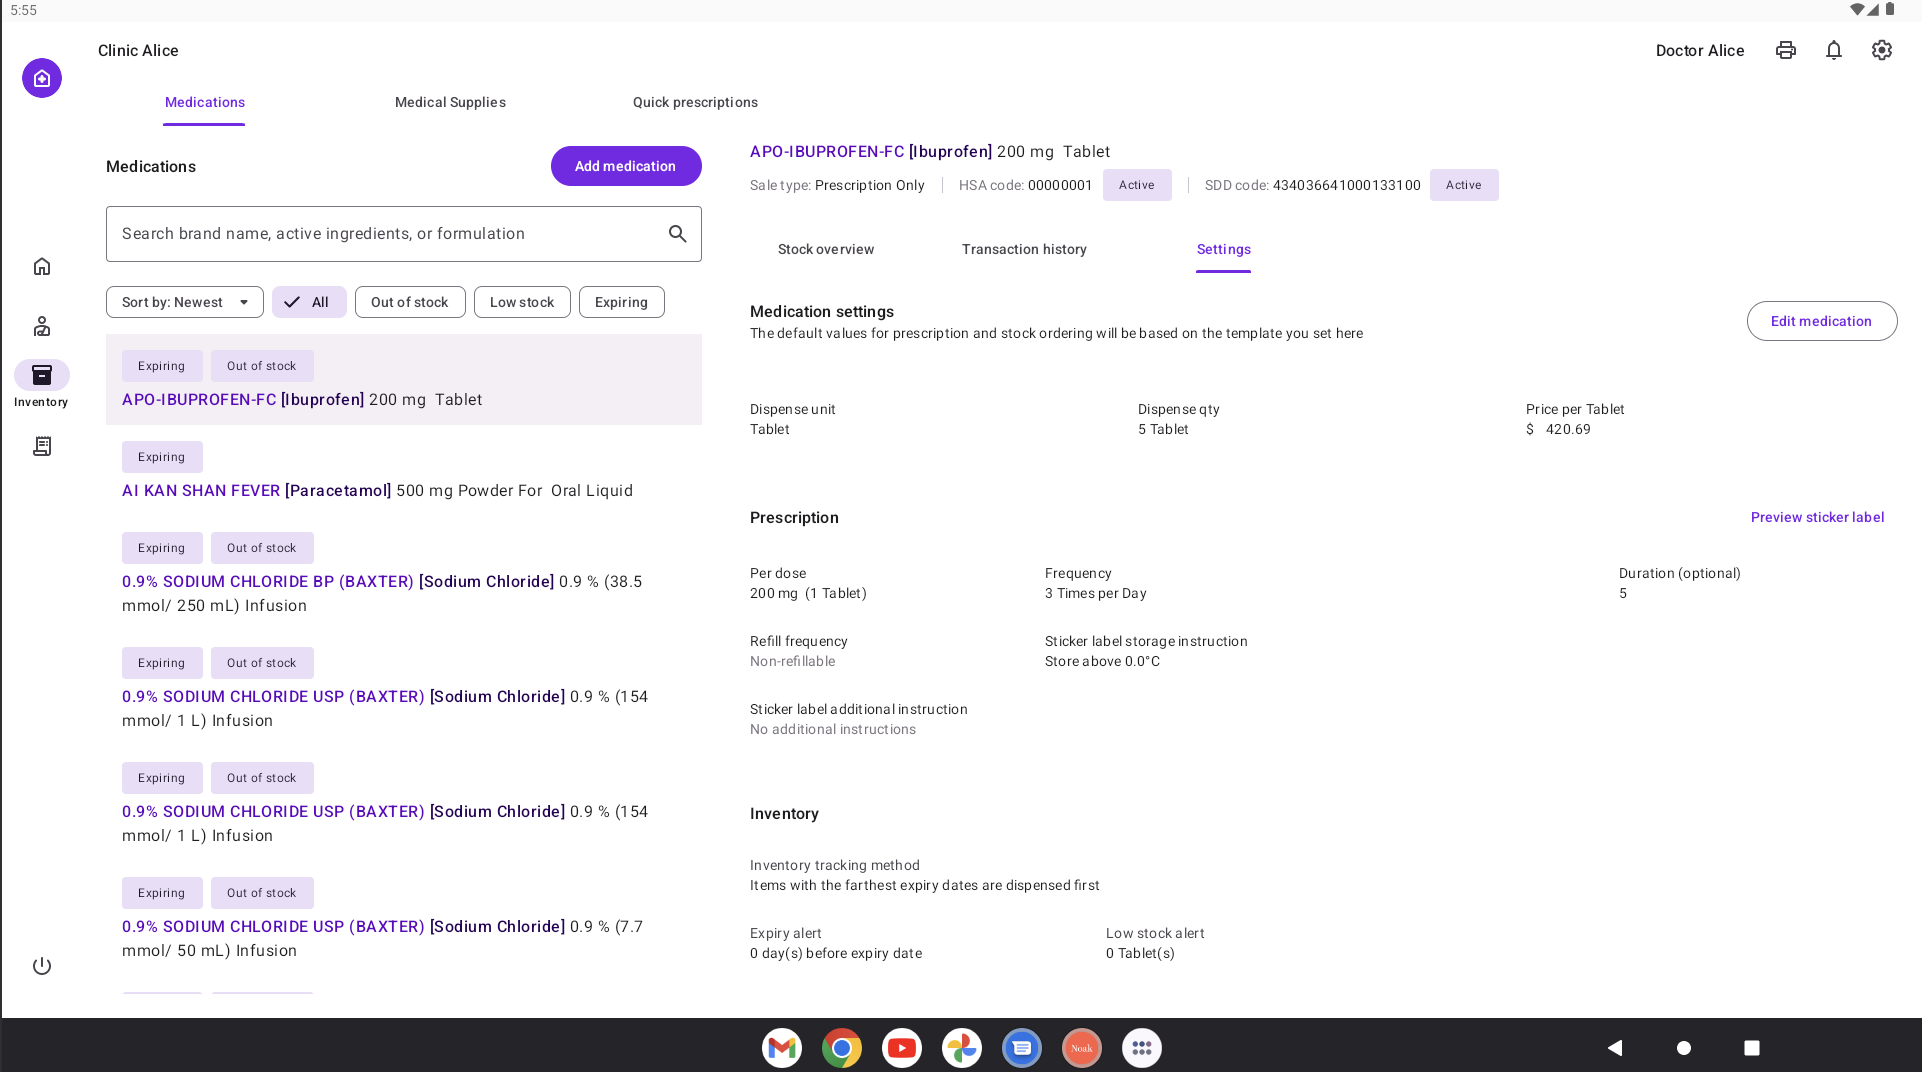 5:55
Clinic Alice
Doctor Alice
Medications
Medical Supplies
Quick prescriptions
Medications
Add medication
Search brand name, active ingredients, or formulation
Sort by: Newest
All
Out of stock
Low stock
Expiring
Expiring
Out of stock
APO-IBUPROFEN-FC [Ibuprofen] 200 mg Tablet
Expiring
AI KAN SHAN FEVER [Paracetamol] 500 mg Powder For Oral Liquid
Expiring
Out of stock
0.9% SODIUM CHLORIDE BP (BAXTER) [Sodium Chloride] 0.9 % (38.5
mmol/ 250 mL) Infusion
Expiring
Out of stock
0.9% SODIUM CHLORIDE USP (BAXTER) [Sodium Chloride] 0.9 % (154
mmol/ 1 L) Infusion
Expiring
Out of stock
0.9% SODIUM CHLORIDE USP (BAXTER) [Sodium Chloride] 0.9 % (154
mmol/ 1 L) Infusion
Expiring
Out of stock
0.9% SODIUM CHLORIDE USP (BAXTER) [Sodium Chloride] 0.9 % (7.7
mmol/ 50 mL) Infusion
Inventory
APO-IBUPROFEN-FC [Ibuprofen] 200 mg Tablet
Sale type: Prescription Only
HSA code: 00000001
Active
SDD code: 434036641000133100
Active
Stock overview
Transaction history
Settings
Medication settings
The default values for prescription and stock ordering will be based on the template you set here
Edit medication
Dispense unit
Tablet
Dispense qty
5 Tablet
Price per Tablet
$ 420.69
Prescription
Preview sticker label
Per dose
200 mg (1 Tablet)
Frequency
3 Times per Day
Duration (optional)
5
Refill frequency
Non-refillable
Sticker label storage instruction
Store above 0.0°C
Sticker label additional instruction
No additional instructions
Inventory
Inventory tracking method
Items with the farthest expiry dates are dispensed first
Expiry alert
0 day(s) before expiry date
Low stock alert
0 Tablet(s)
Noak